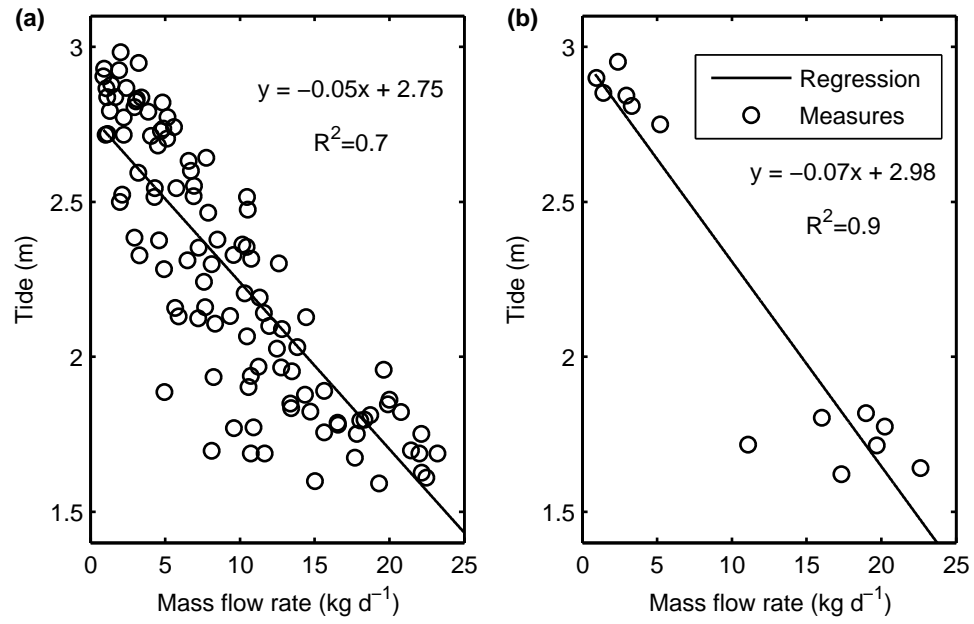 (a)
3
2.5
2
1.5
Tide (m)
y = −0.05x + 2.75
R²=0.7
0 5 10 15 20 25
Mass flow rate (kg d⁻¹)
(b)
3
2.5
2
1.5
Tide (m)
Regression
Measures
y = −0.07x + 2.98
R²=0.9
0 5 10 15 20 25
Mass flow rate (kg d⁻¹)